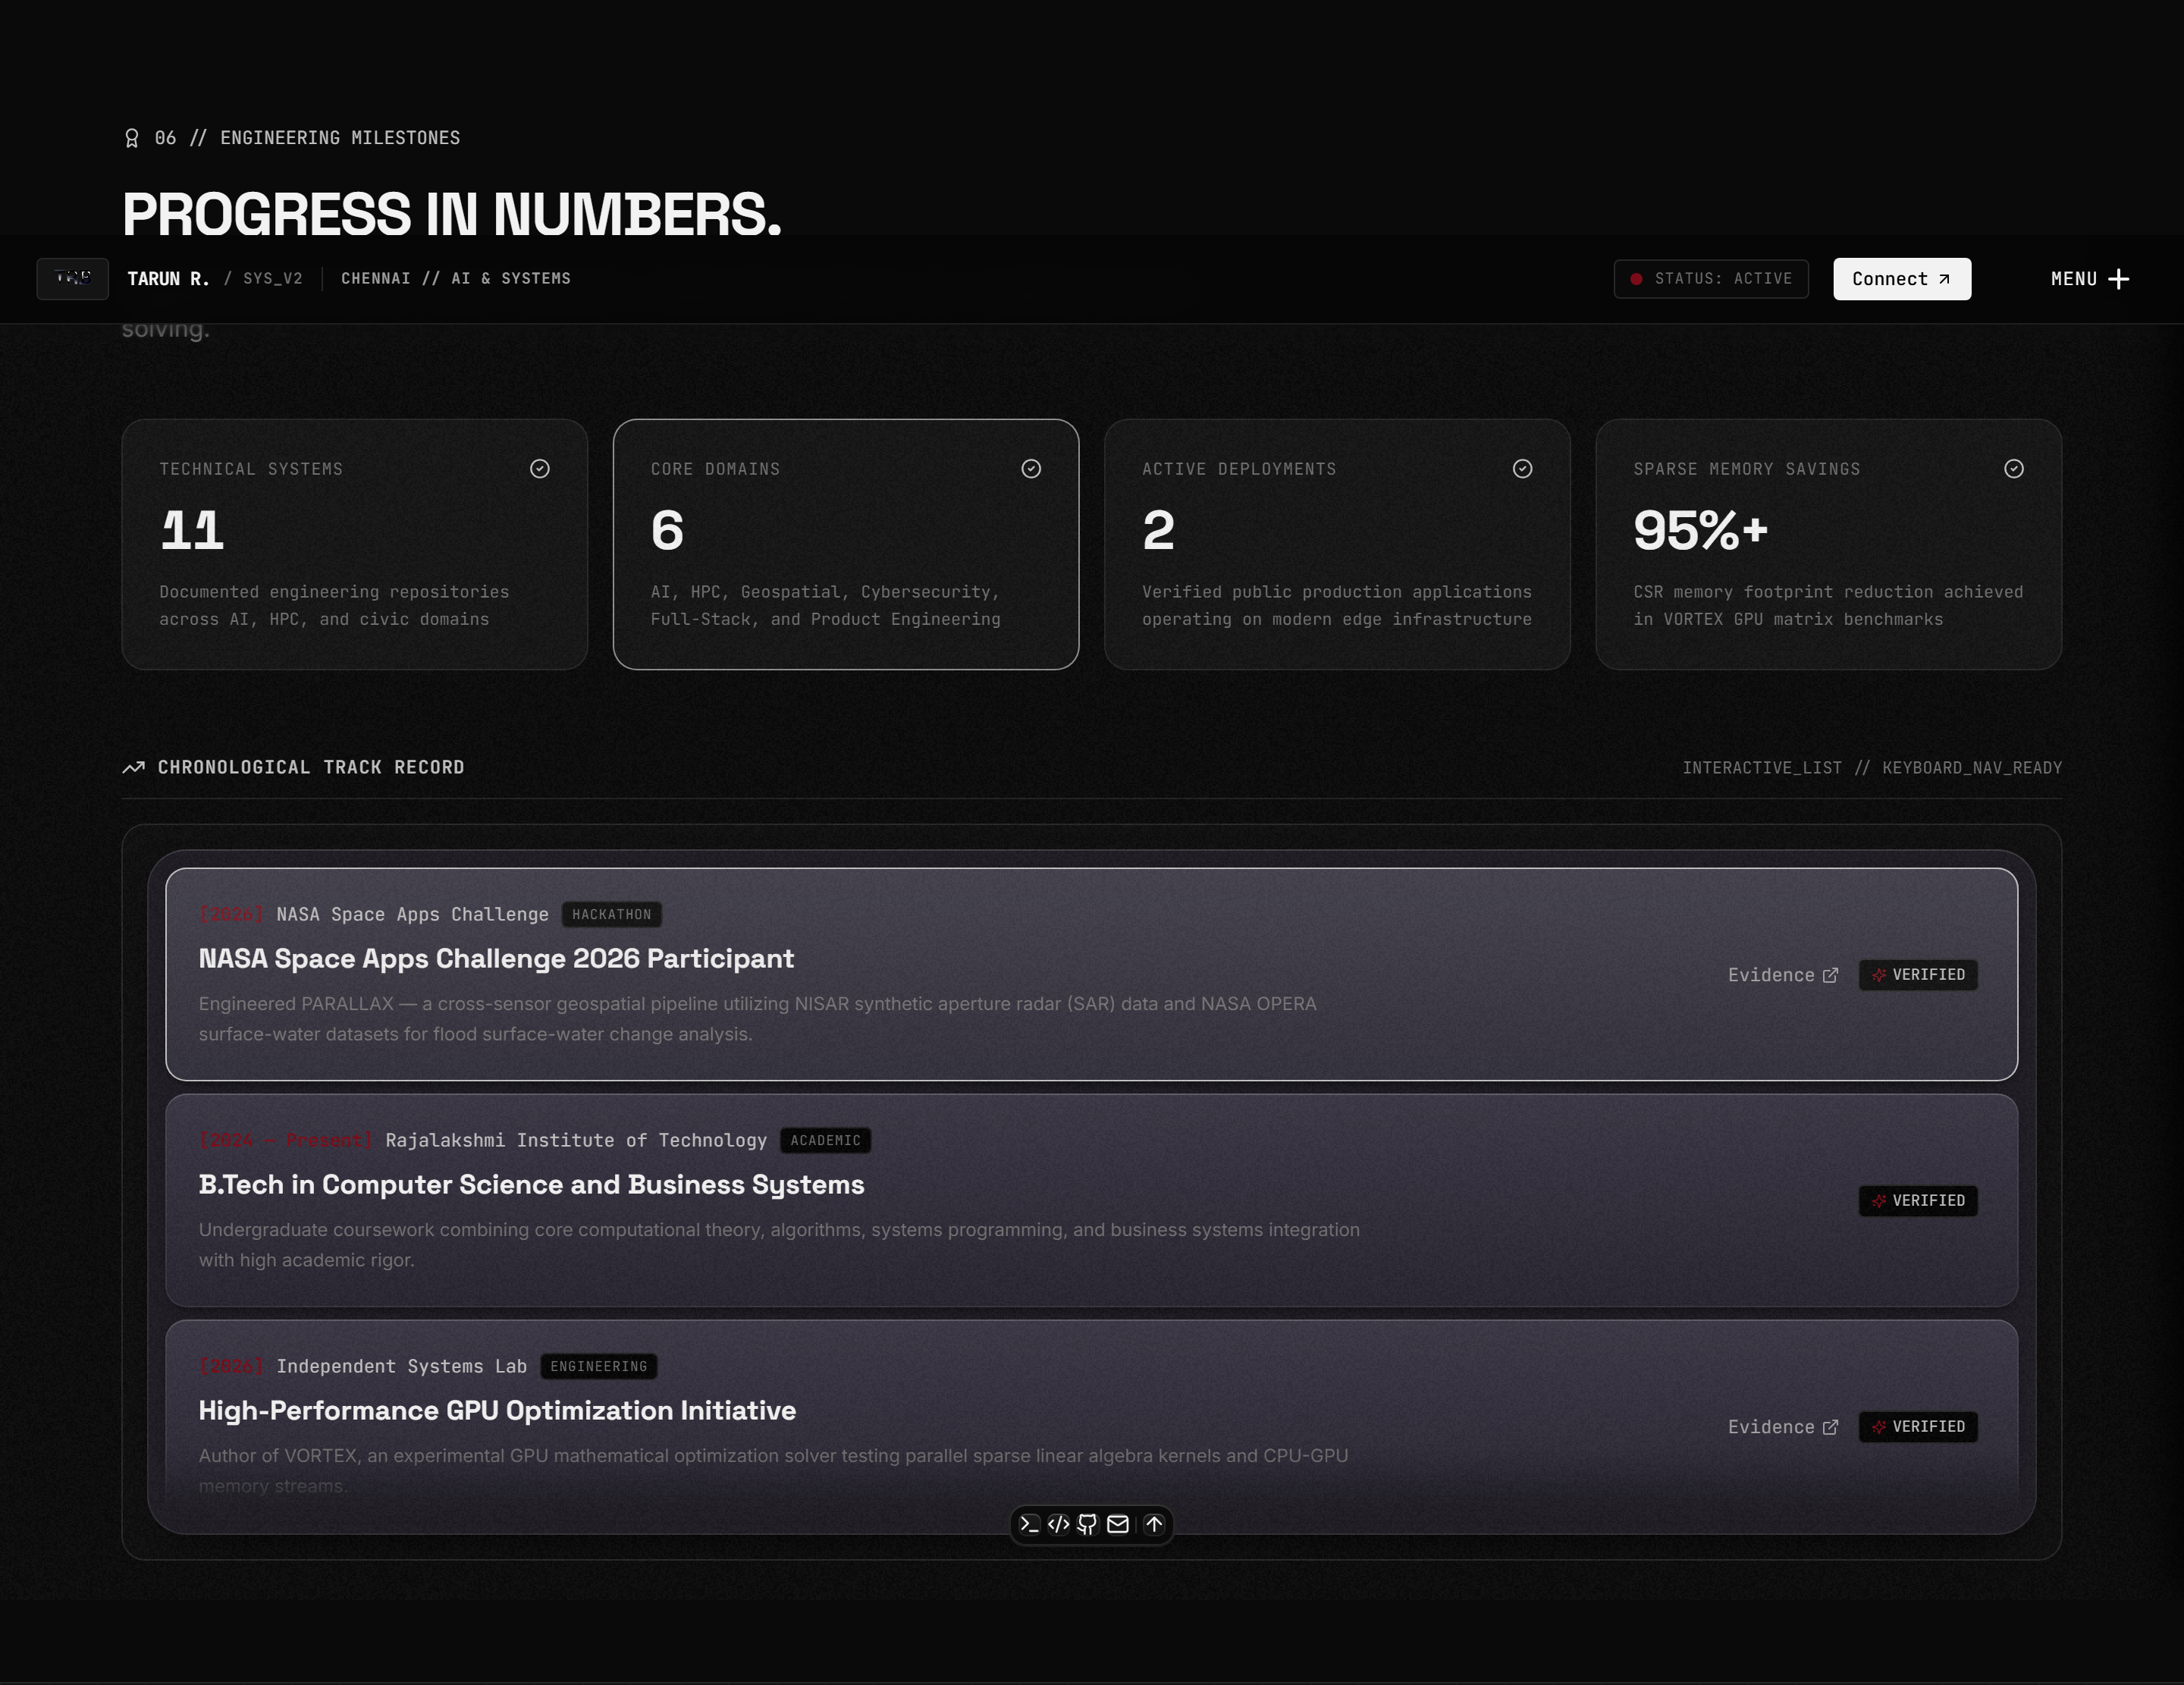 06 // ENGINEERING MILESTONES
PROGRESS IN NUMBERS.
TARUN R. / SYS_V2
CHENNAI // AI & SYSTEMS
STATUS: ACTIVE
Connect
MENU
solving.
TECHNICAL SYSTEMS
11
Documented engineering repositories
across AI, HPC, and civic domains
CORE DOMAINS
6
AI, HPC, Geospatial, Cybersecurity,
Full-Stack, and Product Engineering
ACTIVE DEPLOYMENTS
2
Verified public production applications
operating on modern edge infrastructure
SPARSE MEMORY SAVINGS
95%+
CSR memory footprint reduction achieved
in VORTEX GPU matrix benchmarks
CHRONOLOGICAL TRACK RECORD
INTERACTIVE_LIST // KEYBOARD_NAV_READY
[2026] NASA Space Apps Challenge HACKATHON
NASA Space Apps Challenge 2026 Participant
Engineered PARALLAX — a cross-sensor geospatial pipeline utilizing NISAR synthetic aperture radar (SAR) data and NASA OPERA
surface-water datasets for flood surface-water change analysis.
Evidence
VERIFIED
[2024 — Present] Rajalakshmi Institute of Technology ACADEMIC
B.Tech in Computer Science and Business Systems
Undergraduate coursework combining core computational theory, algorithms, systems programming, and business systems integration
with high academic rigor.
VERIFIED
[2026] Independent Systems Lab ENGINEERING
High-Performance GPU Optimization Initiative
Author of VORTEX, an experimental GPU mathematical optimization solver testing parallel sparse linear algebra kernels and CPU-GPU
memory streams.
Evidence
VERIFIED